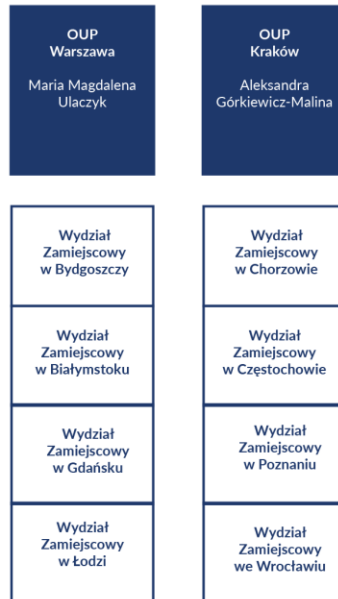 OUP
Warszawa
Maria Magdalena
Ulaczyk
Wydział
Zamiejscowy
w Bydgoszczy
Wydział
Zamiejscowy
w Białymstoku
Wydział
Zamiejscowy
w Gdańsku
Wydział
Zamiejscowy
w Łodzi
OUP
Kraków
Aleksandra
Górkiewicz-Malina
Wydział
Zamiejscowy
w Chorzowie
Wydział
Zamiejscowy
w Częstochowie
Wydział
Zamiejscowy
w Poznaniu
Wydział
Zamiejscowy
we Wrocławiu